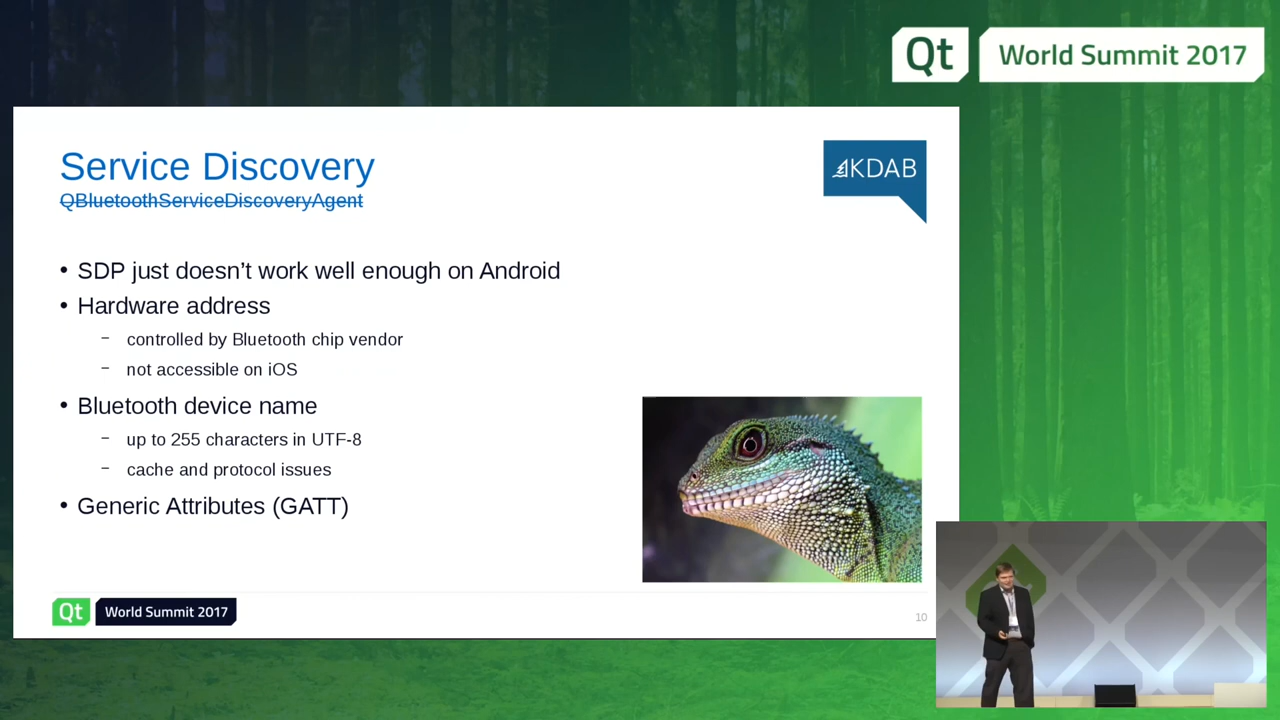 Qt World Summit 2017
Service Discovery
QBluetoothServiceDiscoveryAgent
KDAB
• SDP just doesn’t work well enough on Android
• Hardware address
– controlled by Bluetooth chip vendor
– not accessible on iOS
• Bluetooth device name
– up to 255 characters in UTF-8
– cache and protocol issues
• Generic Attributes (GATT)
Qt World Summit 2017
10